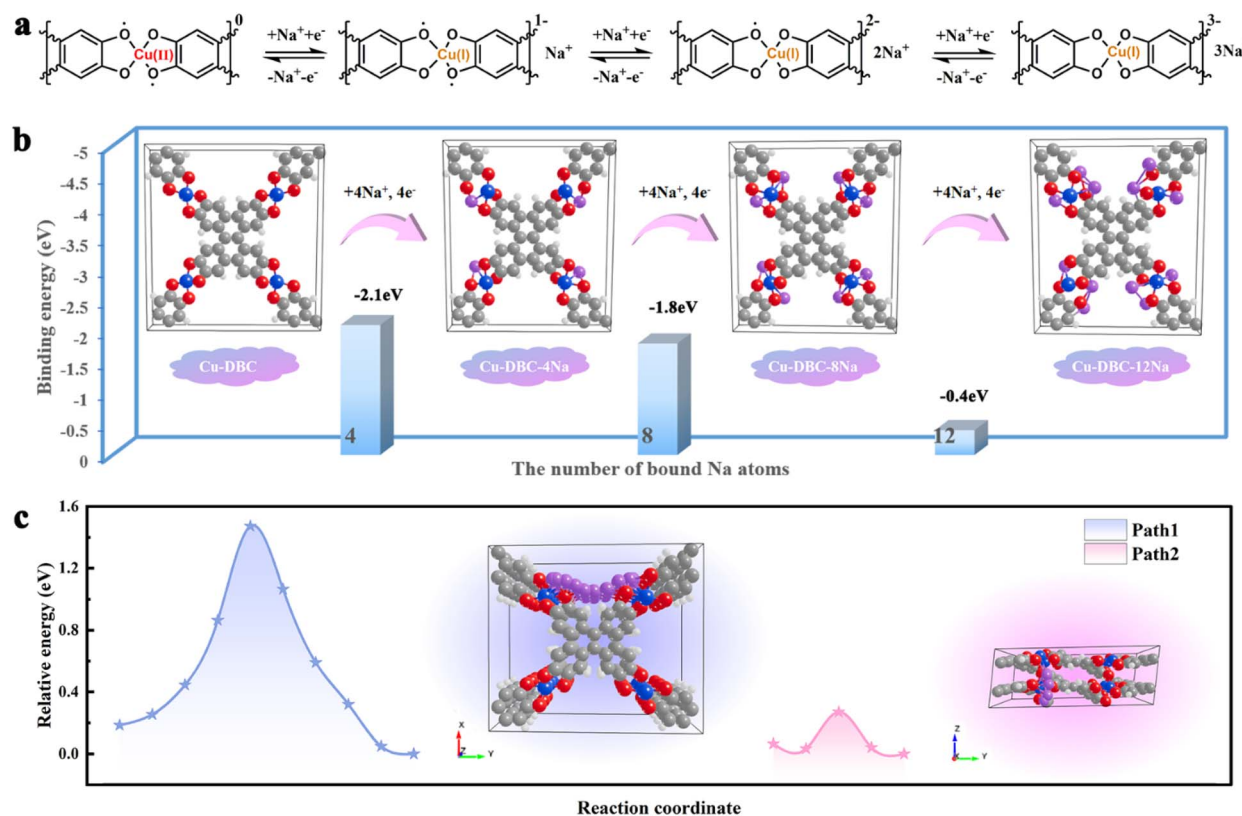 a
]0 +Na⁺+e⁻ ]1- +Na⁺+e⁻ ]2- +Na⁺+e⁻ ]3-
O O Cu(II) O O Na⁺ O O Cu(I) O O 2Na⁺ O O Cu(I) O O 3Na O O Cu(I) O O
-Na⁺-e⁻ -Na⁺-e⁻ -Na⁺-e⁻
b
Binding energy (eV)
-5
-4.5
-4
-3.5
-3
-2.5
-2
-1.5
-1
-0.5
0
+4Na⁺, 4e⁻
+4Na⁺, 4e⁻
+4Na⁺, 4e⁻
-2.1eV
-1.8eV
-0.4eV
Cu-DBC
Cu-DBC-4Na
Cu-DBC-8Na
Cu-DBC-12Na
4
8
12
The number of bound Na atoms
c
Relative energy (eV)
1.6
1.2
0.8
0.4
0.0
Path1
Path2
X
Z
Y
Z
X
Y
Reaction coordinate